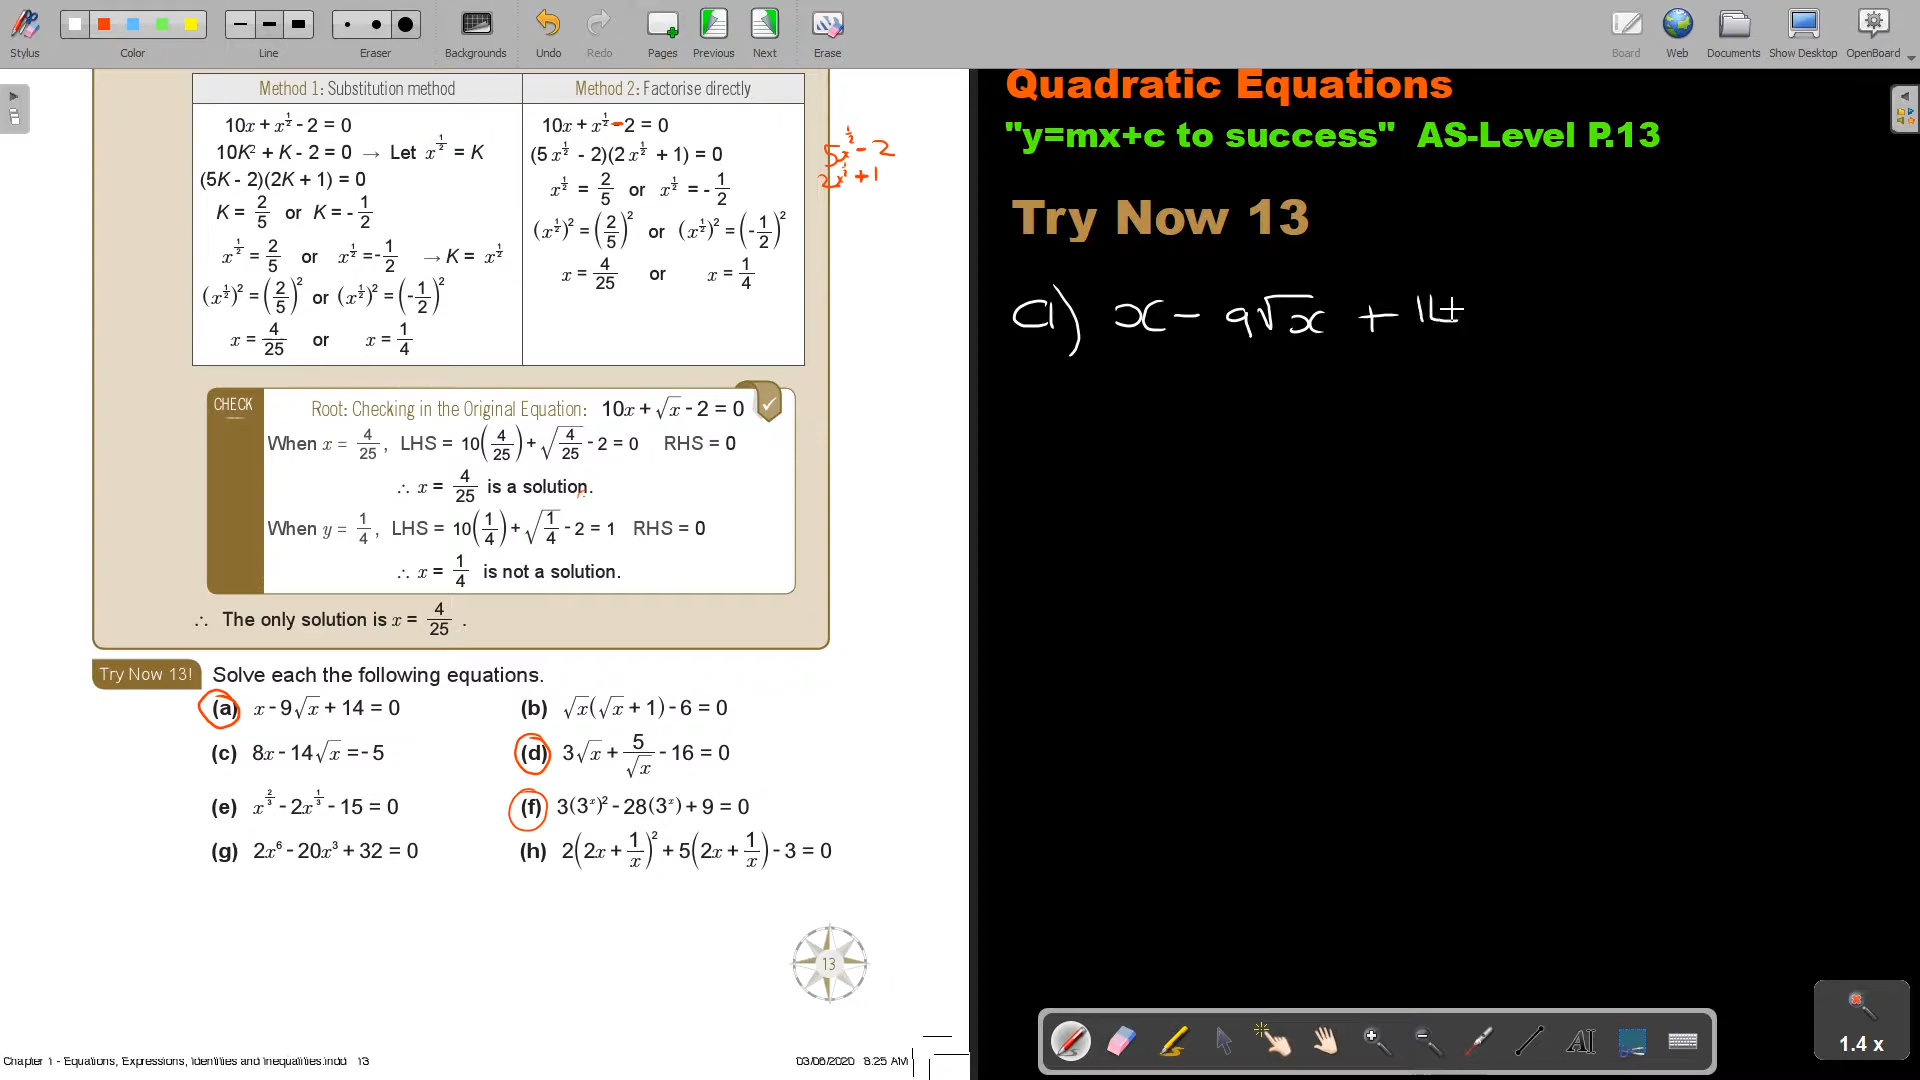 Stylus Color Line Eraser Backgrounds Undo Redo Pages Previous Next Erase Board Web Documents Show Desktop OpenBoard
Method 1: Substitution method
10x + x^{1/2} - 2 = 0
10K² + K - 2 = 0 → Let x^{1/2} = K
(5K - 2)(2K + 1) = 0
K = 2/5 or K = - 1/2
x^{1/2} = 2/5 or x^{1/2} = - 1/2 → K = x^{1/2}
(x^{1/2})² = (2/5)² or (x^{1/2})² = (- 1/2)²
x = 4/25 or x = 1/4
Method 2: Factorise directly
10x + x^{1/2} - 2 = 0
(5x^{1/2} - 2)(2x^{1/2} + 1) = 0
x^{1/2} = 2/5 or x^{1/2} = - 1/2
(x^{1/2})² = (2/5)² or (x^{1/2})² = (- 1/2)²
x = 4/25 or x = 1/4
5x^{1/2} - 2
2x^{1/2} + 1
CHECK
Root: Checking in the Original Equation: 10x + √x - 2 = 0
When x = 4/25, LHS = 10(4/25) + √(4/25) - 2 = 0 RHS = 0
∴ x = 4/25 is a solution.
When y = 1/4, LHS = 10(1/4) + √(1/4) - 2 = 1 RHS = 0
∴ x = 1/4 is not a solution.
∴ The only solution is x = 4/25 .
Try Now 13! Solve each the following equations.
(a) x - 9√x + 14 = 0 (b) √x(√x + 1) - 6 = 0
(c) 8x - 14√x = - 5 (d) 3√x + 5/√x - 16 = 0
(e) x^{2/3} - 2x^{1/3} - 15 = 0 (f) 3(3^x)² - 28(3^x) + 9 = 0
(g) 2x⁶ - 20x³ + 32 = 0 (h) 2(2x + 1/x)² + 5(2x + 1/x) - 3 = 0
13
Chapter 1 - Equations, Expressions, Identities and Inequalities.indd 13 03/06/2020 8:25 AM
Quadratic Equations
"y=mx+c to success" AS-Level P.13
Try Now 13
a) x - 9√x + 14
1.4 x